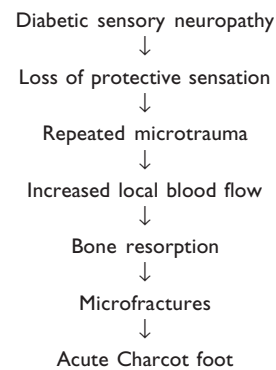 Diabetic sensory neuropathy
↓
Loss of protective sensation
↓
Repeated microtrauma
↓
Increased local blood flow
↓
Bone resorption
↓
Microfractures
↓
Acute Charcot foot